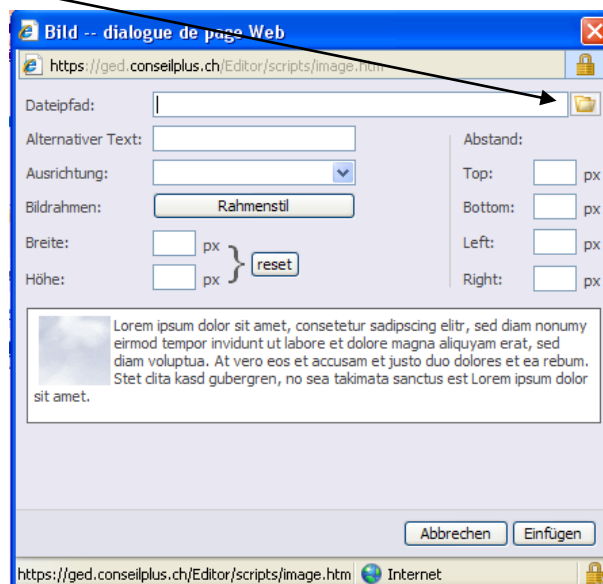 Bild -- dialogue de page Web
https://ged.conseilplus.ch/Editor/scripts/image.htm
Dateipfad:
Alternativer Text:
Abstand:
Ausrichtung:
Top: px
Bildrahmen: Rahmenstil
Bottom: px
Breite: px
Left: px
} reset
Höhe: px
Right: px
Lorem ipsum dolor sit amet, consetetur sadipscing elitr, sed diam nonumy
eirmod tempor invidunt ut labore et dolore magna aliquyam erat, sed
diam voluptua. At vero eos et accusam et justo duo dolores et ea rebum.
Stet clita kasd gubergren, no sea takimata sanctus est Lorem ipsum dolor
sit amet.
Abbrechen Einfügen
https://ged.conseilplus.ch/Editor/scripts/image.htm Internet